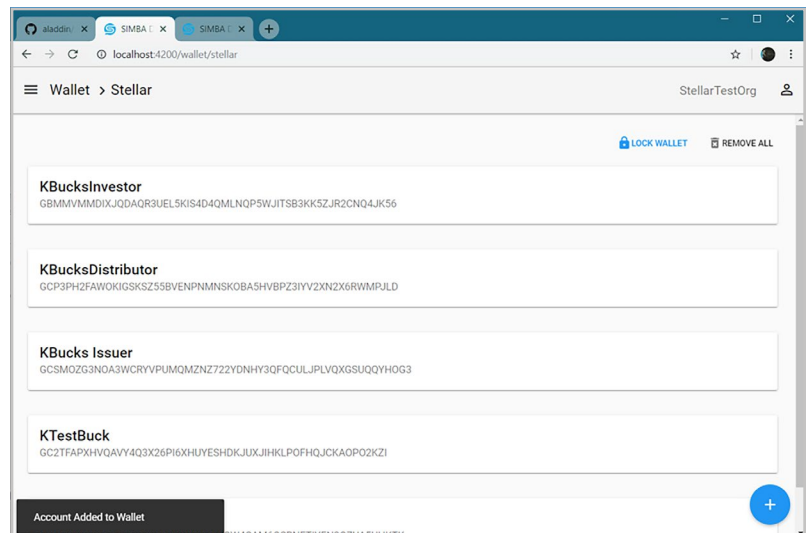 aladdin/
SIMBA D
SIMBA D
localhost:4200/wallet/stellar
Wallet > Stellar
StellarTestOrg
LOCK WALLET
REMOVE ALL
KBucksInvestor
GBMMVMMDIXJQDAQR3UEL5KIS4D4QMLNQP5WJITSB3KK5ZJR2CNQ4JK56
KBucksDistributor
GCP3PH2FAWOKIGSKSZ55BVENPNMNSKOBA5HVBPZ3IYV2XN2X6RWMPJLD
KBucks Issuer
GCSMOZG3NOA3WCRYVPUMQMZNZ722YDNHY3QFQCULJPLVQXGSUQQYHOG3
KTestBuck
GC2TFAPXHVQAVY4Q3X26PI6XHUYESHDKJUXJIHKLPOFHQJCKAOPO2KZI
Account Added to Wallet